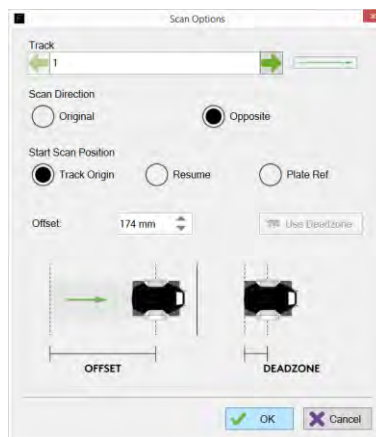 Scan Options
Track
1
Scan Direction
Original Opposite
Start Scan Position
Track Origin Resume Plate Ref
Offset: 174 mm Use Deadzone
OFFSET DEADZONE
OK Cancel